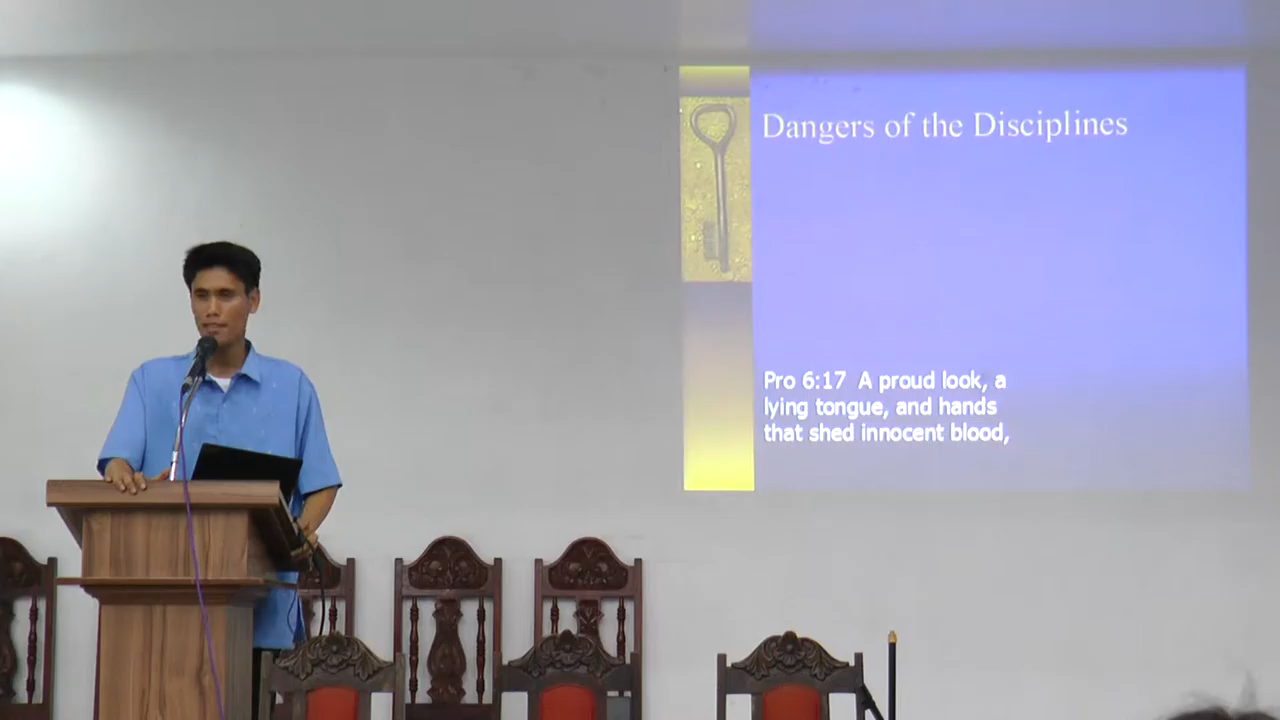 Dangers of the Disciplines
Pro 6:17 A proud look, a
lying tongue, and hands
that shed innocent blood,